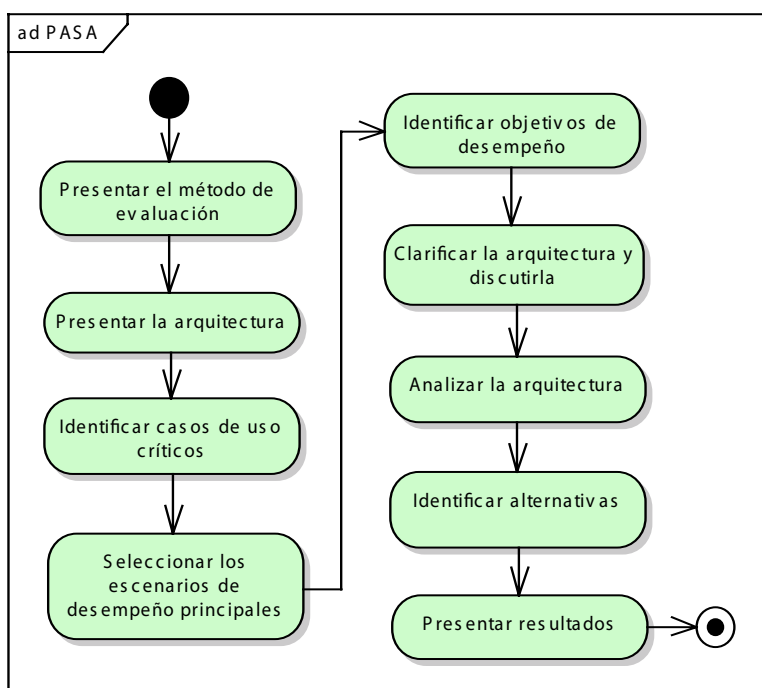 ad PASA
Presentar el método de
evaluación
Presentar la arquitectura
Identificar casos de uso
críticos
Seleccionar los
escenarios de
desempeño principales
Identificar objetivos de
desempeño
Clarificar la arquitectura y
discutirla
Analizar la arquitectura
Identificar alternativas
Presentar resultados